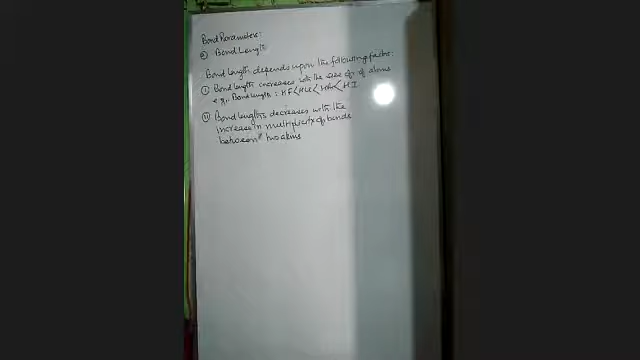 Bond Parameters:
(a) Bond Length
Bond length depends upon the following factors:
(i) Bond length increases with the size of of atoms
e.g., Bond length : HF < HCl < HBr < HI
(ii) Bond lengths decreases with the
increase in multiplicity of bonds
between two atoms